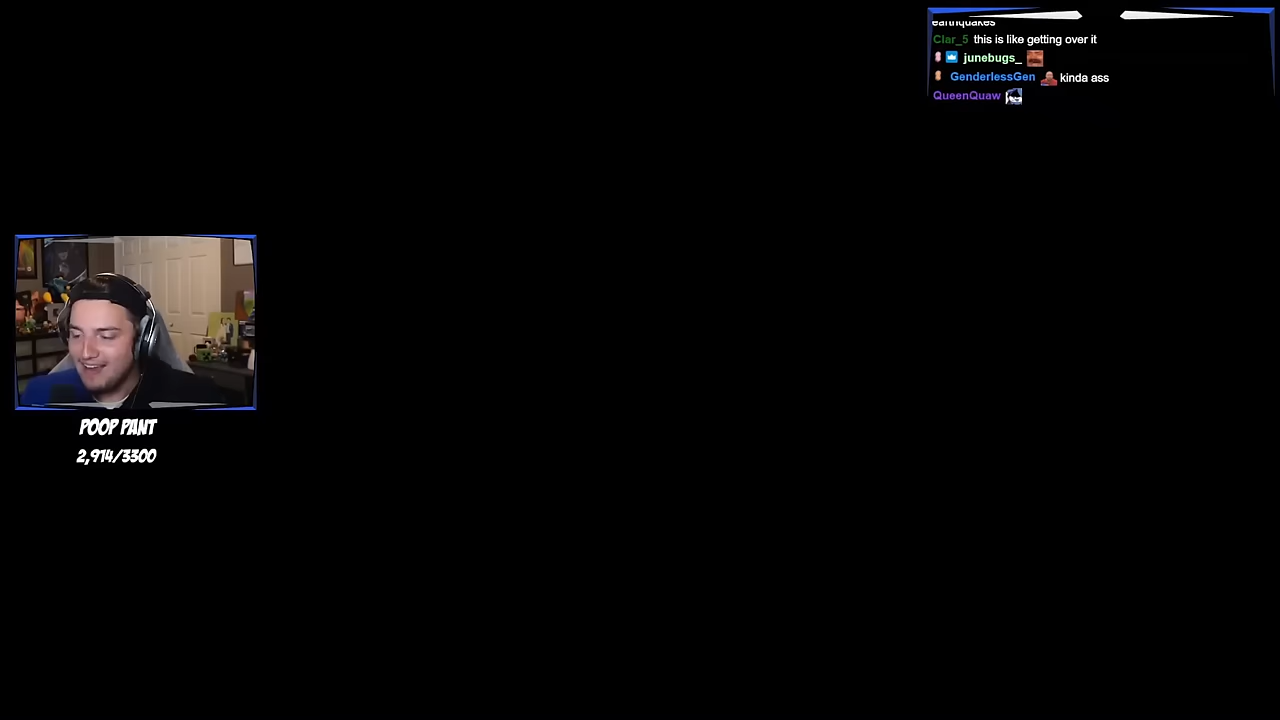 earthquakes
Clar_5 this is like getting over it
junebugs_
GenderlessGen kinda ass
QueenQuaw
POOP PANT
2,914/3300